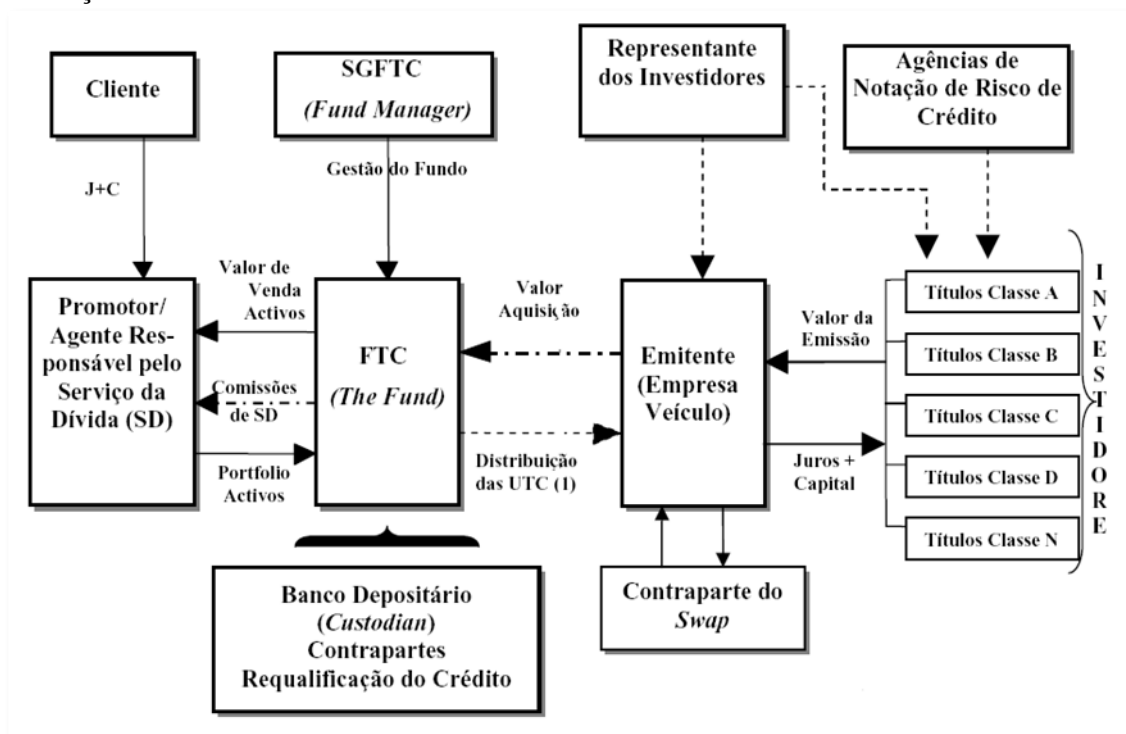 Cliente
SGFTC
(Fund Manager)
Representante
dos Investidores
Agências de
Notação de Risco de
Crédito
J+C
Gestão do Fundo
Promotor/
Agente Res-
ponsável pelo
Serviço da
Dívida (SD)
Valor de
Venda
Activos
Comissões
de SD
Portfolio
Activos
FTC
(The Fund)
Valor
Aquisição
Distribuição
das UTC (1)
Emitente
(Empresa
Veículo)
Valor da
Emissão
Juros +
Capital
Títulos Classe A
Títulos Classe B
Títulos Classe C
Títulos Classe D
Títulos Classe N
INVESTIDORE
Banco Depositário
(Custodian)
Contrapartes
Requalificação do Crédito
Contraparte do
Swap